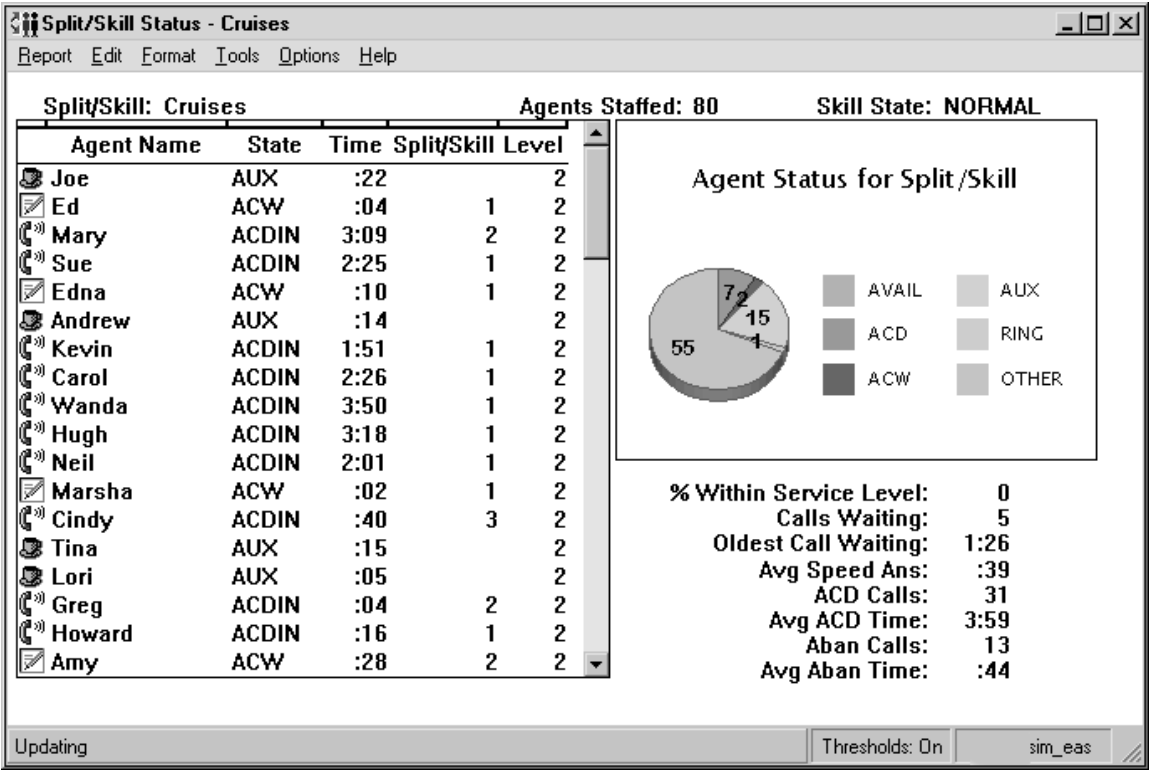 Split/Skill Status - Cruises
Report Edit Format Tools Options Help
Split/Skill: Cruises Agents Staffed: 80 Skill State: NORMAL
Agent Name State Time Split/Skill Level
Joe AUX :22 2
Ed ACW :04 1 2
Mary ACDIN 3:09 2 2
Sue ACDIN 2:25 1 2
Edna ACW :10 1 2
Andrew AUX :14 2
Kevin ACDIN 1:51 1 2
Carol ACDIN 2:26 1 2
Wanda ACDIN 3:50 1 2
Hugh ACDIN 3:18 1 2
Neil ACDIN 2:01 1 2
Marsha ACW :02 1 2
Cindy ACDIN :40 3 2
Tina AUX :15 2
Lori AUX :05 2
Greg ACDIN :04 2 2
Howard ACDIN :16 1 2
Amy ACW :28 2 2
Agent Status for Split/Skill
7
2
15
1
55
AVAIL AUX
ACD RING
ACW OTHER
% Within Service Level: 0
Calls Waiting: 5
Oldest Call Waiting: 1:26
Avg Speed Ans: :39
ACD Calls: 31
Avg ACD Time: 3:59
Aban Calls: 13
Avg Aban Time: :44
Updating Thresholds: On sim_eas